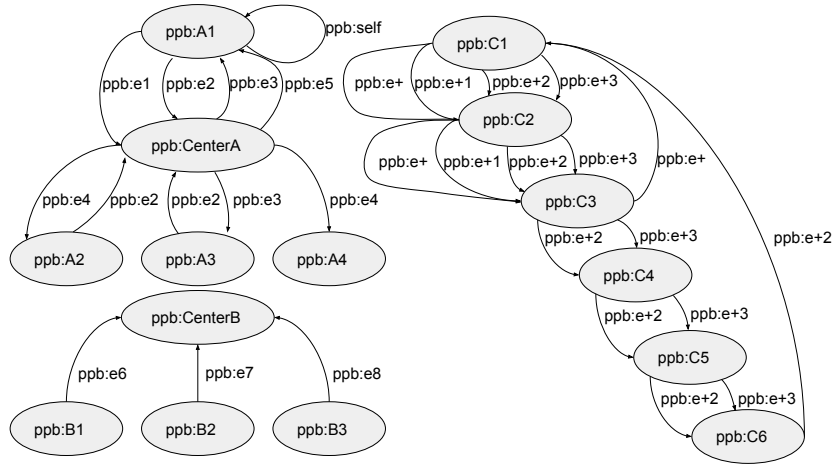 ppb:A1
ppb:self
ppb:e1
ppb:e2
ppb:e3
ppb:e5
ppb:CenterA
ppb:e4
ppb:e2
ppb:e2
ppb:e3
ppb:e4
ppb:A2
ppb:A3
ppb:A4
ppb:CenterB
ppb:e6
ppb:e7
ppb:e8
ppb:B1
ppb:B2
ppb:B3
ppb:C1
ppb:e+
ppb:e+1
ppb:e+2
ppb:e+3
ppb:C2
ppb:e+
ppb:e+1
ppb:e+2
ppb:e+3
ppb:e+
ppb:C3
ppb:e+2
ppb:e+3
ppb:e+2
ppb:C4
ppb:e+2
ppb:e+3
ppb:C5
ppb:e+2
ppb:e+3
ppb:C6